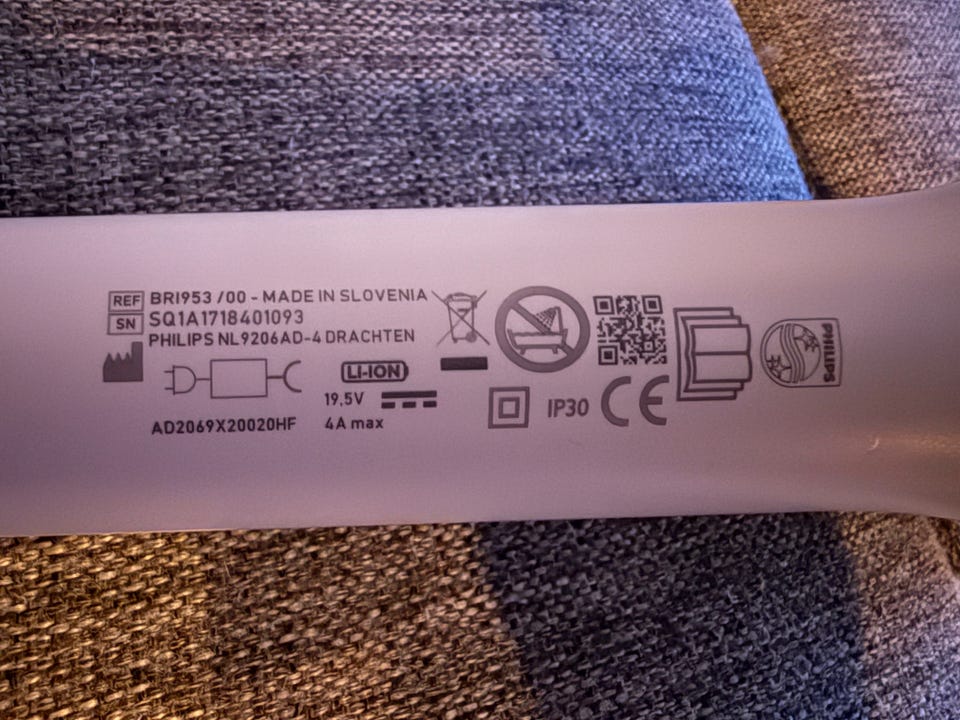 REF BRI953 /00 - MADE IN SLOVENIA
SN SQ1A1718401093
PHILIPS NL9206AD-4 DRACHTEN
LI-ION
19,5V
AD2069X20020HF 4A max
IP30 CE
PHILIPS